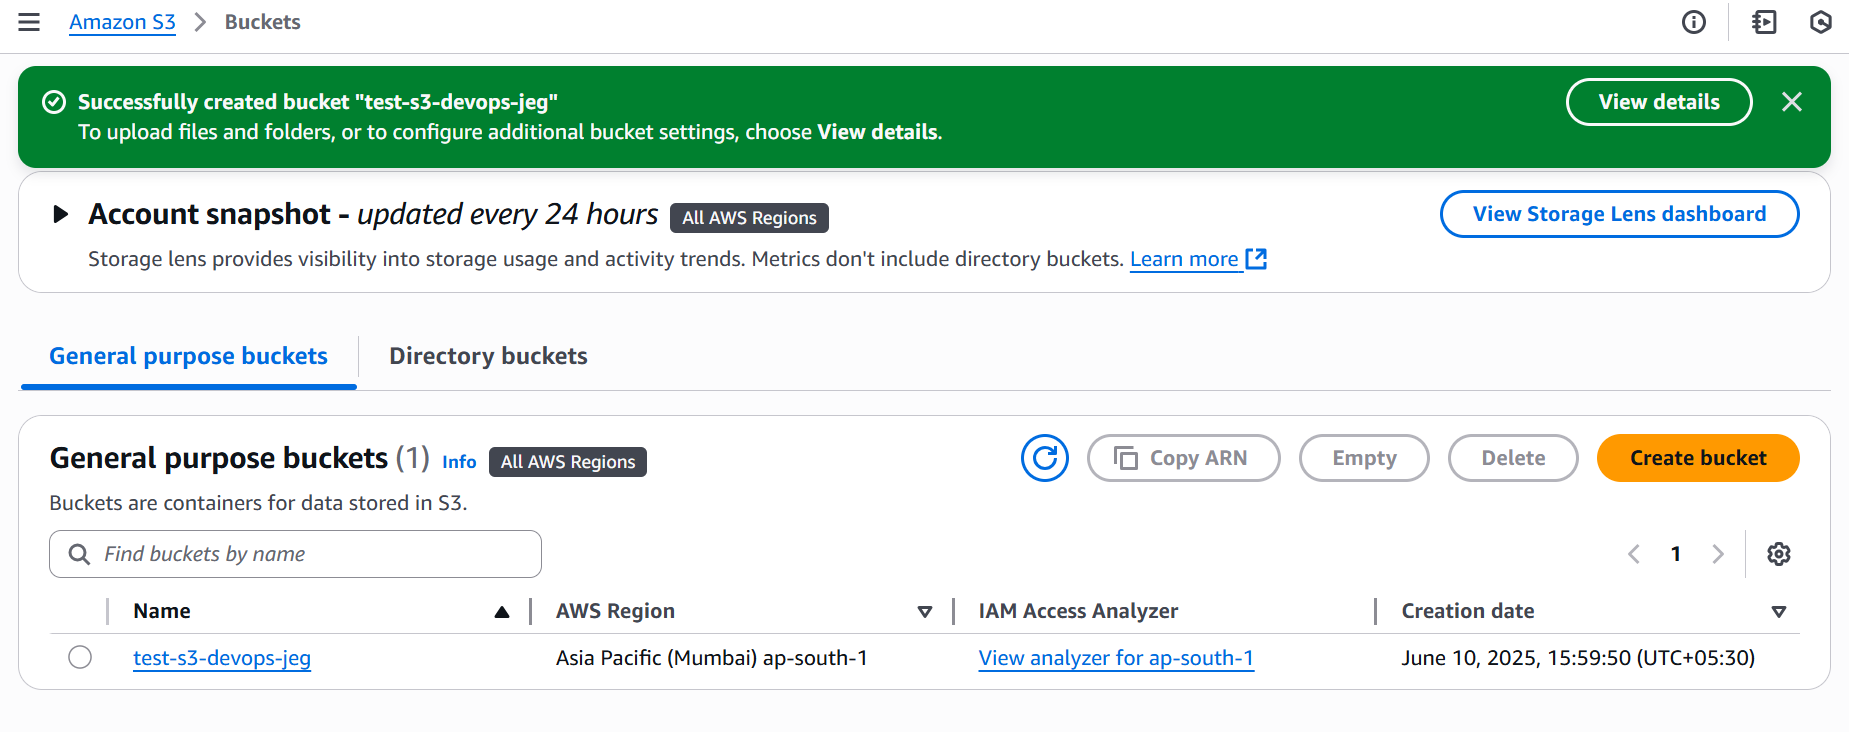 Amazon S3 > Buckets
Successfully created bucket "test-s3-devops-jeg"
View details
To upload files and folders, or to configure additional bucket settings, choose View details.
Account snapshot - updated every 24 hours All AWS Regions
View Storage Lens dashboard
Storage lens provides visibility into storage usage and activity trends. Metrics don't include directory buckets. Learn more
General purpose buckets Directory buckets
General purpose buckets (1) Info All AWS Regions
Copy ARN Empty Delete Create bucket
Buckets are containers for data stored in S3.
Find buckets by name
1
Name AWS Region IAM Access Analyzer Creation date
test-s3-devops-jeg Asia Pacific (Mumbai) ap-south-1 View analyzer for ap-south-1 June 10, 2025, 15:59:50 (UTC+05:30)